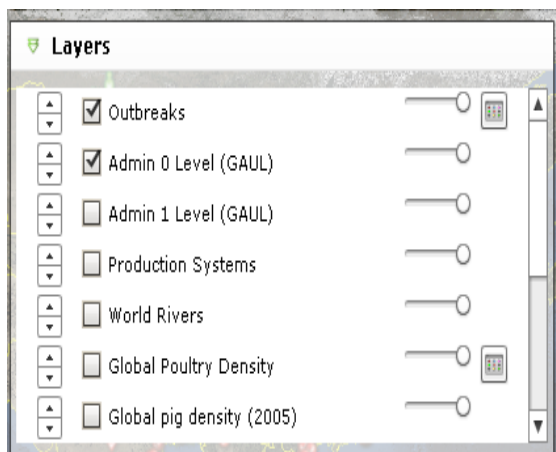 Layers
Outbreaks
Admin 0 Level (GAUL)
Admin 1 Level (GAUL)
Production Systems
World Rivers
Global Poultry Density
Global pig density (2005)